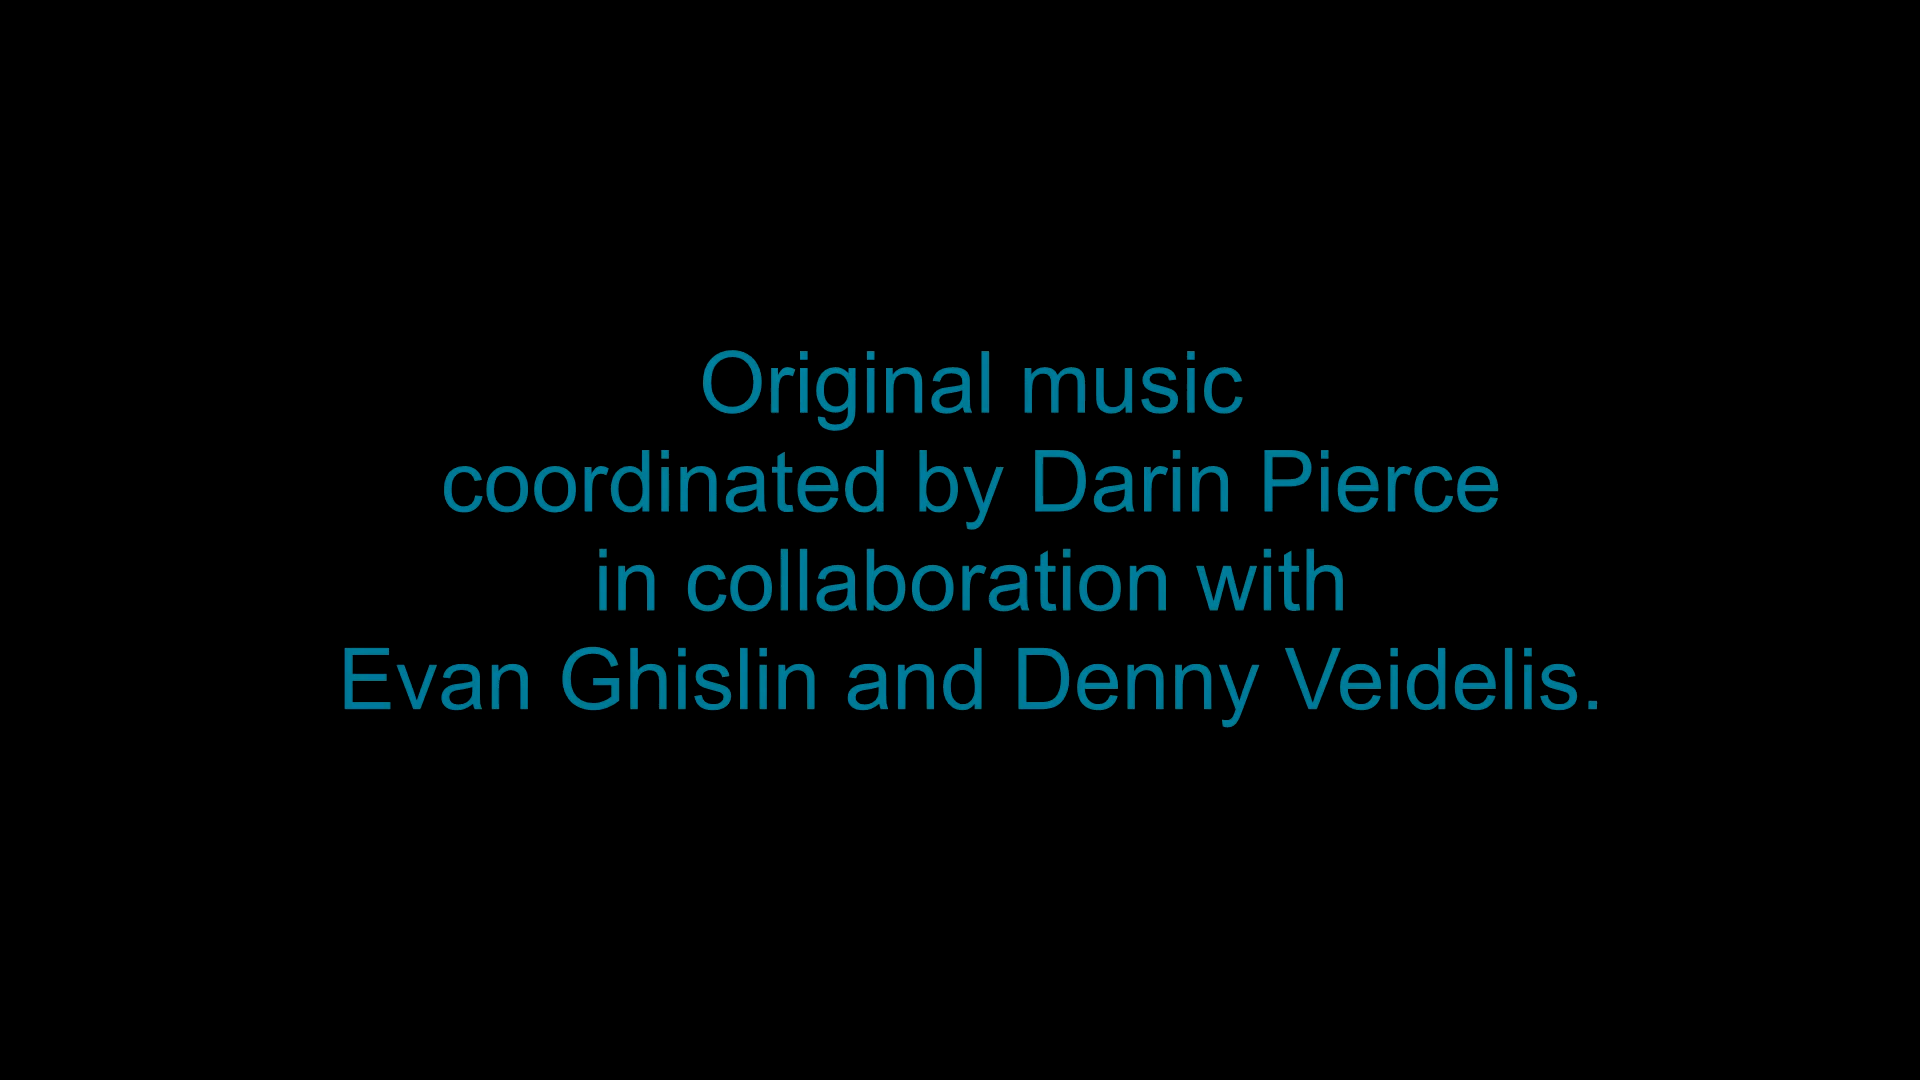 Original music
coordinated by Darin Pierce
in collaboration with
Evan Ghislin and Denny Veidelis.